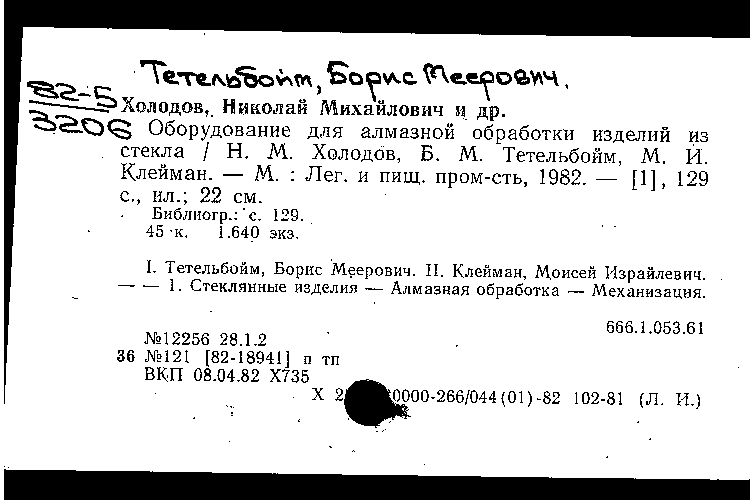 Тетельбойм, Борис Меерович.
82-5
3206
Холодов, Николай Михайлович и др.
Оборудование для алмазной обработки изделий из
стекла / Н. М. Холодов, Б. М. Тетельбойм, М. И.
Клейман. — М. : Лег. и пищ. пром-сть, 1982. — [1], 129
с., ил.; 22 см.
Библиогр.: с. 129.
45 к. 1.640 экз.
I. Тетельбойм, Борис Меерович. II. Клейман, Моисей Израйлевич.
— — 1. Стеклянные изделия — Алмазная обработка — Механизация.
666.1.053.61
№12256 28.1.2
36 №121 [82-18941] п тп
ВКП 08.04.82 Х735
Х 2 0000-266/044(01)-82 102-81 (Л. И.)